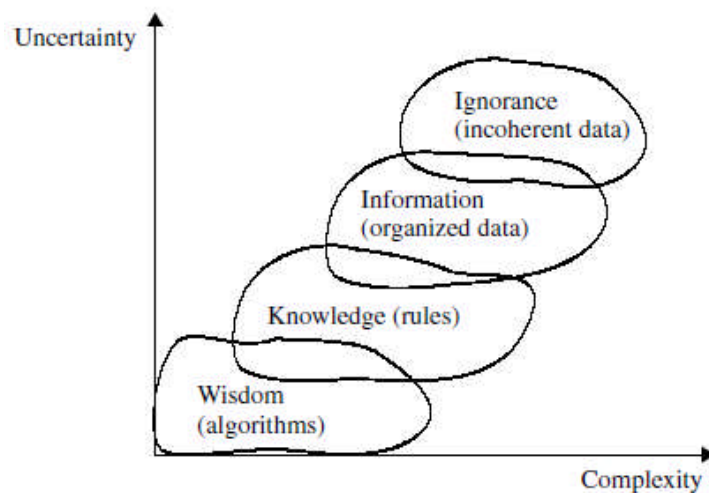 Uncertainty
Ignorance
(incoherent data)
Information
(organized data)
Knowledge (rules)
Wisdom
(algorithms)
Complexity